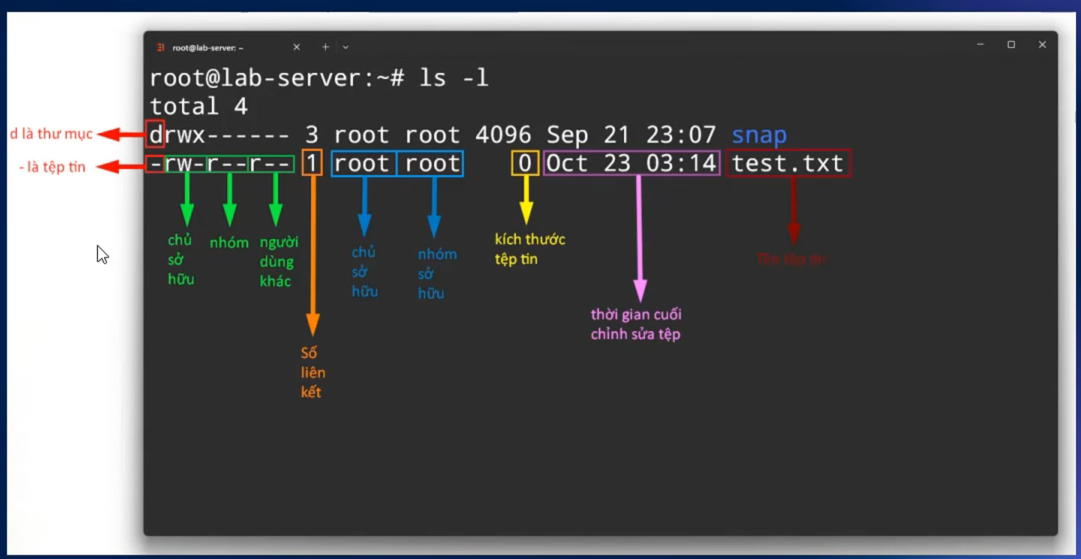 root@lab-server: ~
root@lab-server:~# ls -l
total 4
d là thư mục
drwx------ 3 root root 4096 Sep 21 23:07 snap
- là tệp tin
-rw-r--r-- 1 root root 0 Oct 23 03:14 test.txt
chủ
sở
hữu
nhóm
người
dùng
khác
chủ
sở
hữu
nhóm
sở
hữu
kích thước
tệp tin
Tên tệp tin
thời gian cuối
chỉnh sửa tệp
Số
liên
kết